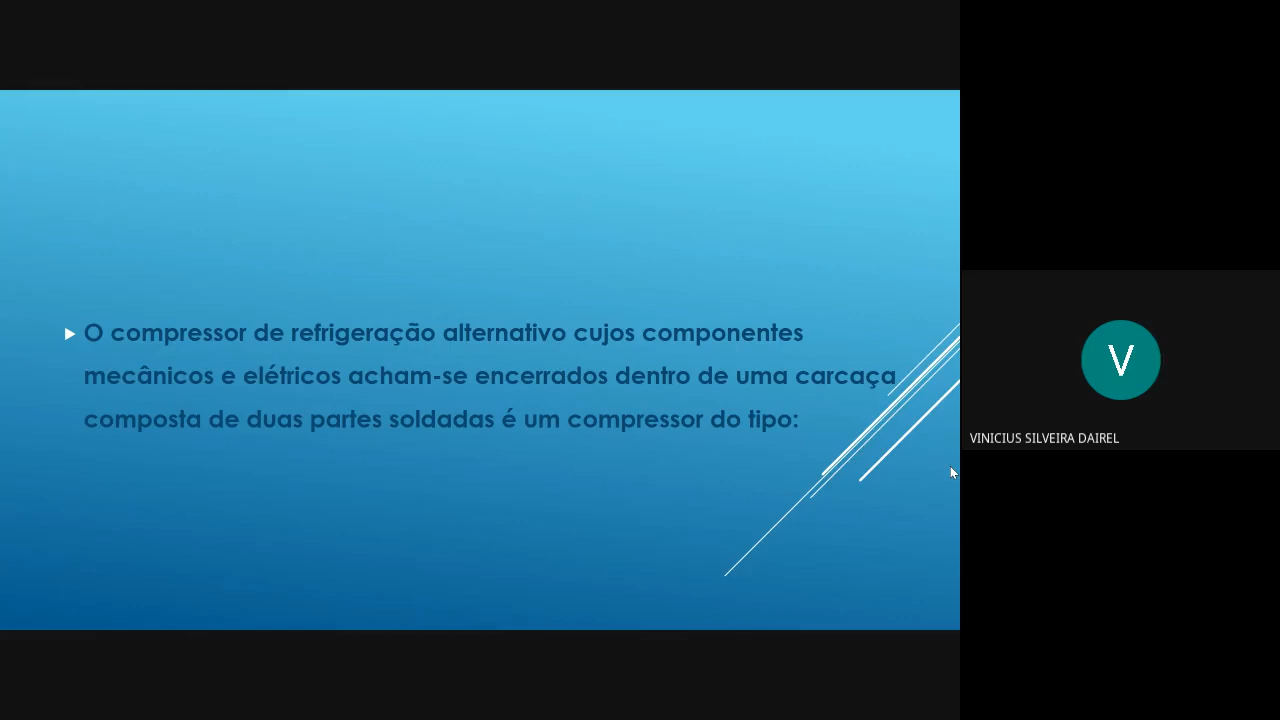 O compressor de refrigeração alternativo cujos componentes
mecânicos e elétricos acham-se encerrados dentro de uma carcaça
composta de duas partes soldadas é um compressor do tipo:
V
VINICIUS SILVEIRA DAIREL